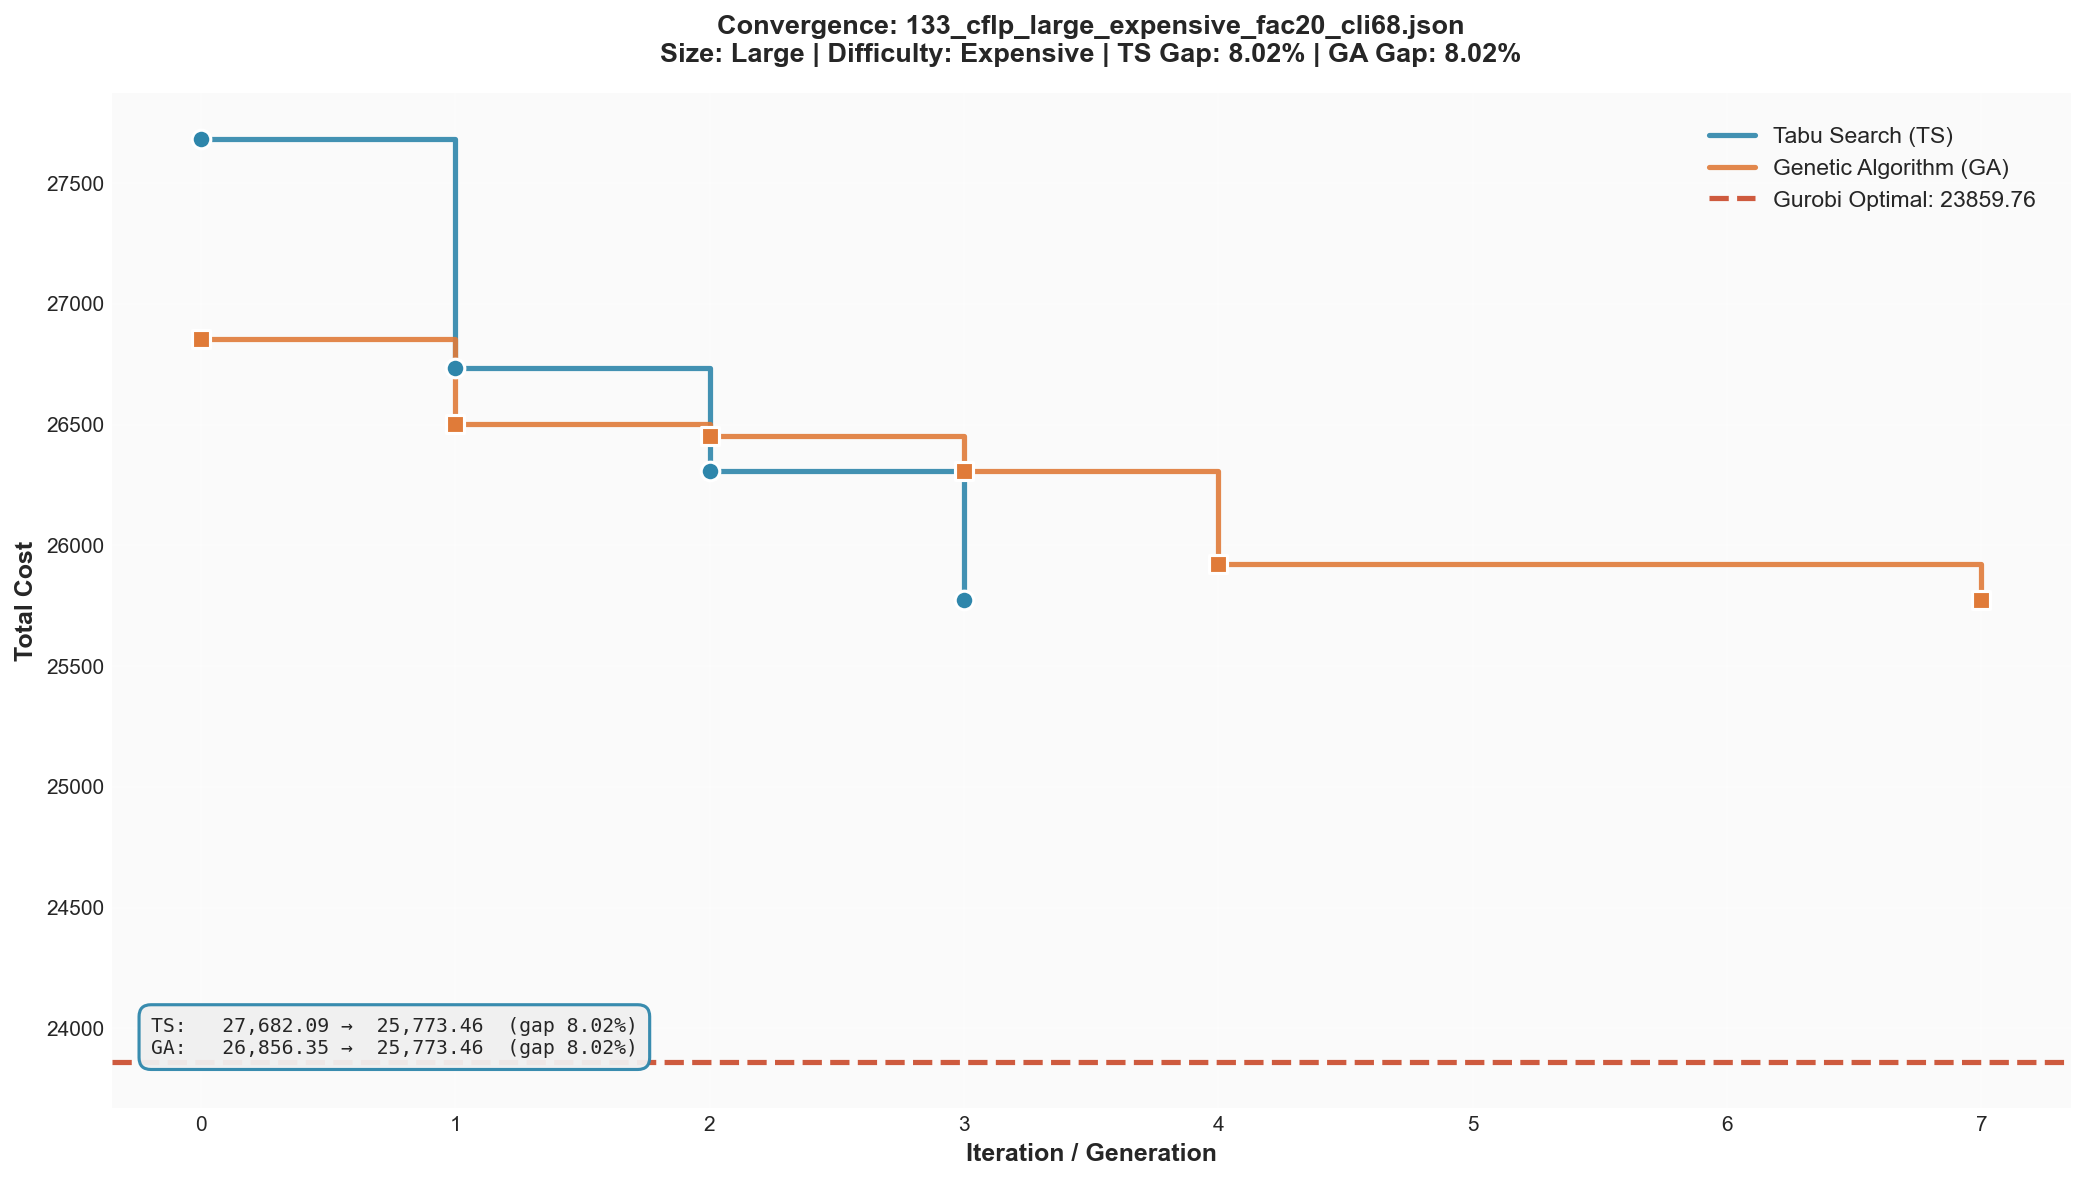 Convergence: 133_cflp_large_expensive_fac20_cli68.json
Size: Large | Difficulty: Expensive | TS Gap: 8.02% | GA Gap: 8.02%
Tabu Search (TS)
Genetic Algorithm (GA)
Gurobi Optimal: 23859.76
Total Cost
27500
27000
26500
26000
25500
25000
24500
24000
TS:   27,682.09 →  25,773.46  (gap 8.02%)
GA:   26,856.35 →  25,773.46  (gap 8.02%)
0 1 2 3 4 5 6 7
Iteration / Generation